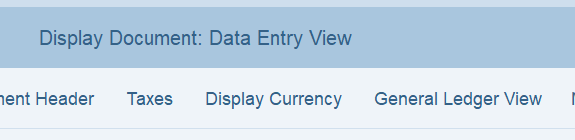 Display Document: Data Entry View
ment Header Taxes Display Currency General Ledger View